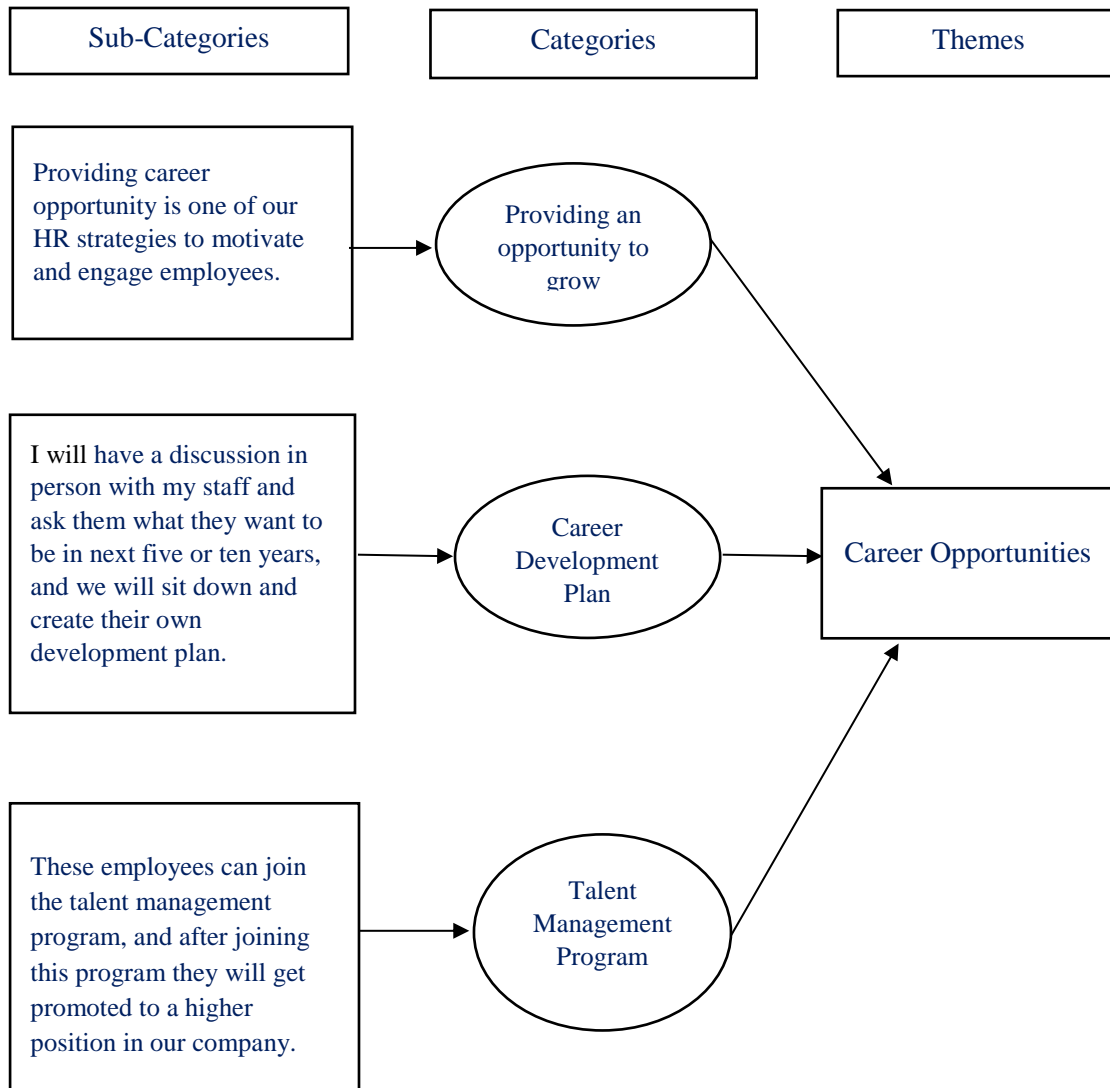 Sub-Categories
Categories
Themes
Providing career
opportunity is one of our
HR strategies to motivate
and engage employees.
Providing an
opportunity to
grow
I will have a discussion in
person with my staff and
ask them what they want to
be in next five or ten years,
and we will sit down and
create their own
development plan.
Career
Development
Plan
Career Opportunities
These employees can join
the talent management
program, and after joining
this program they will get
promoted to a higher
position in our company.
Talent
Management
Program